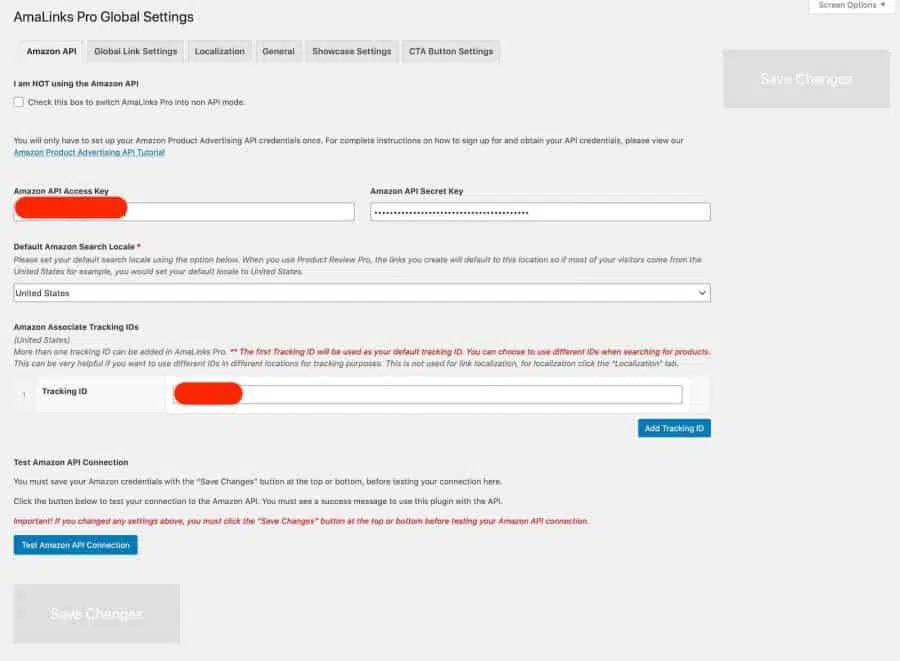 Screen Options ▼
AmaLinks Pro Global Settings
Amazon API
Global Link Settings
Localization
General
Showcase Settings
CTA Button Settings
Save Changes
I am NOT using the Amazon API
Check this box to switch AmaLinks Pro into non API mode.
You will only have to set up your Amazon Product Advertising API credentials once. For complete instructions on how to sign up for and obtain your API credentials, please view our
Amazon Product Advertising API Tutorial
Amazon API Access Key
Amazon API Secret Key
Default Amazon Search Locale *
Please set your default search locale using the option below. When you use Product Review Pro, the links you create will default to this location so if most of your visitors come from the
United States for example, you would set your default locale to United States.
United States
Amazon Associate Tracking IDs
(United States)
More than one tracking ID can be added in AmaLinks Pro. ** The first Tracking ID will be used as your default tracking ID. You can choose to use different IDs when searching for products.
This can be very helpful if you want to use different IDs in different locations for tracking purposes. This is not used for link localization, for localization click the "Localization" tab.
1
Tracking ID
Add Tracking ID
Test Amazon API Connection
You must save your Amazon credentials with the "Save Changes" button at the top or bottom, before testing your connection here.
Click the button below to test your connection to the Amazon API. You must see a success message to use this plugin with the API.
Important! If you changed any settings above, you must click the "Save Changes" button at the top or bottom before testing your Amazon API connection.
Test Amazon API Connection
Save Changes